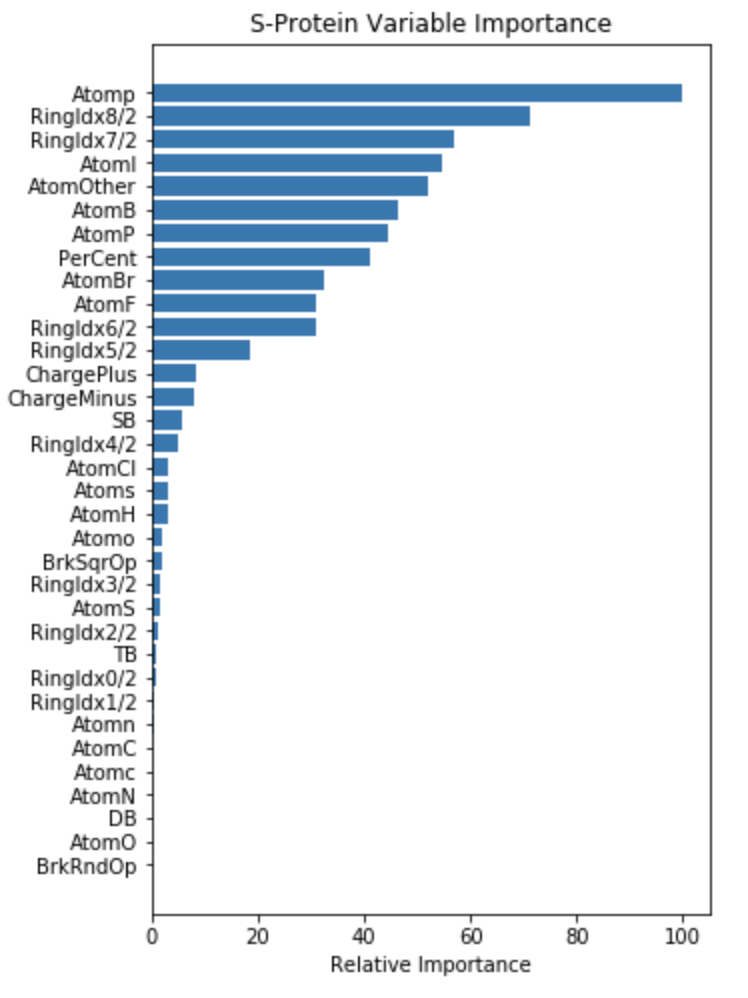 S-Protein Variable Importance
Atomp
RingIdx8/2
RingIdx7/2
AtomI
AtomOther
AtomB
AtomP
PerCent
AtomBr
AtomF
RingIdx6/2
RingIdx5/2
ChargePlus
ChargeMinus
SB
RingIdx4/2
AtomCl
Atoms
AtomH
Atomo
BrkSqrOp
RingIdx3/2
AtomS
RingIdx2/2
TB
RingIdx0/2
RingIdx1/2
Atomn
AtomC
Atomc
AtomN
DB
AtomO
BrkRndOp
0 20 40 60 80 100
Relative Importance